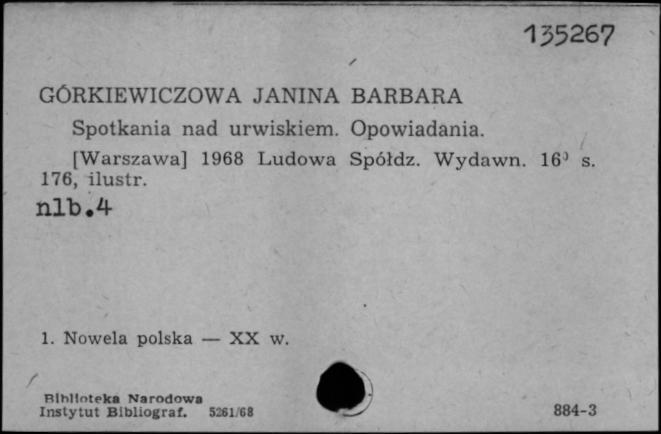 135267
GÓRKIEWICZOWA JANINA BARBARA
Spotkania nad urwiskiem. Opowiadania.
[Warszawa] 1968 Ludowa Spółdz. Wydawn. 16⁰ s.
176, ilustr.
nlb.4
1. Nowela polska — XX w.
Biblioteka Narodowa
Instytut Bibliograf. 5261/68
884-3